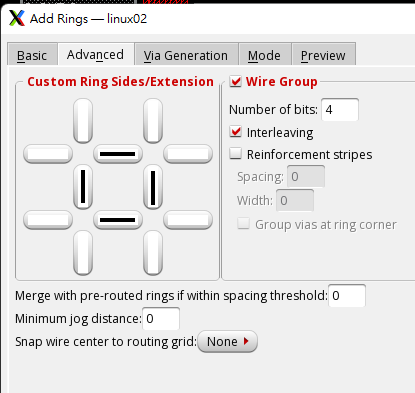 Add Rings — linux02
Basic Advanced Via Generation Mode Preview
Custom Ring Sides/Extension
Wire Group
Number of bits: 4
Interleaving
Reinforcement stripes
Spacing: 0
Width: 0
Group vias at ring corner
Merge with pre-routed rings if within spacing threshold: 0
Minimum jog distance: 0
Snap wire center to routing grid: None